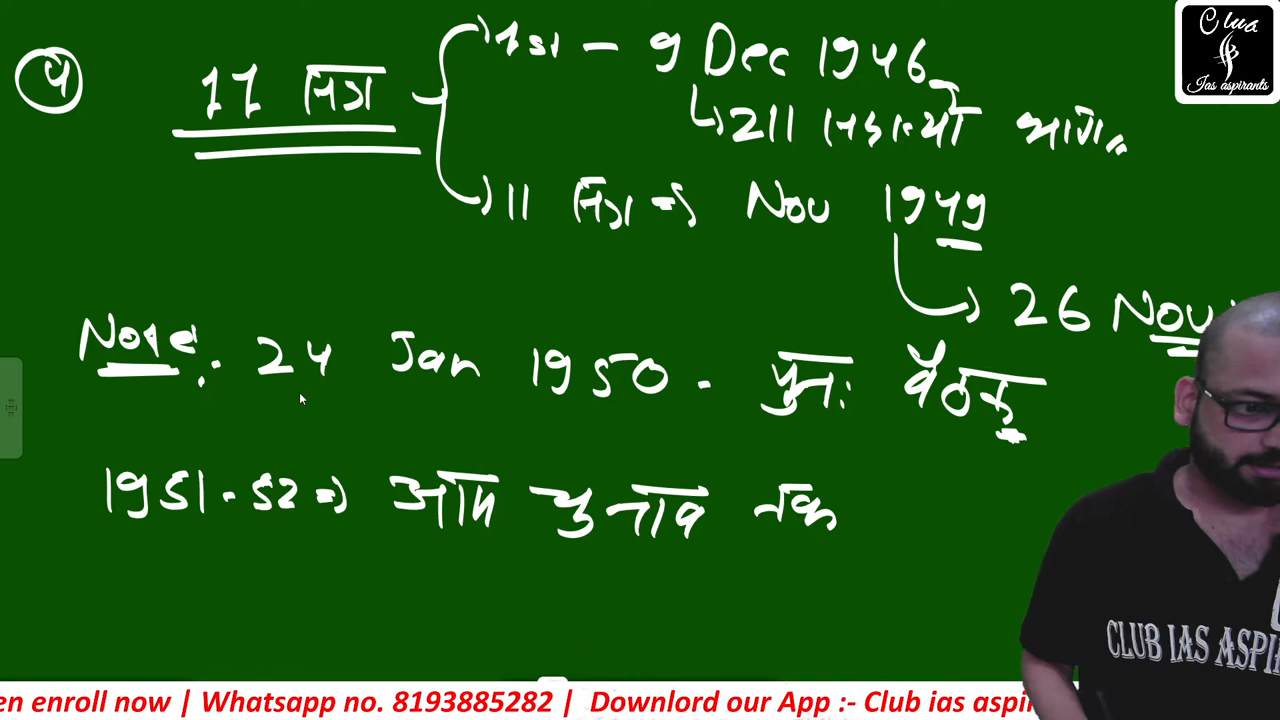 4
11 सत्र
1st - 9 Dec 1946
211 सदस्यों भाग
11 सत्र => Nov 1949
26 Nov
Note:- 24 Jan 1950 - पुनः बैठक
1951-52 => आम चुनाव तक
Club
Ias aspirants
CLUB IAS ASPI
en enroll now | Whatsapp no. 8193885282 | Downlord our App :- Club ias aspi